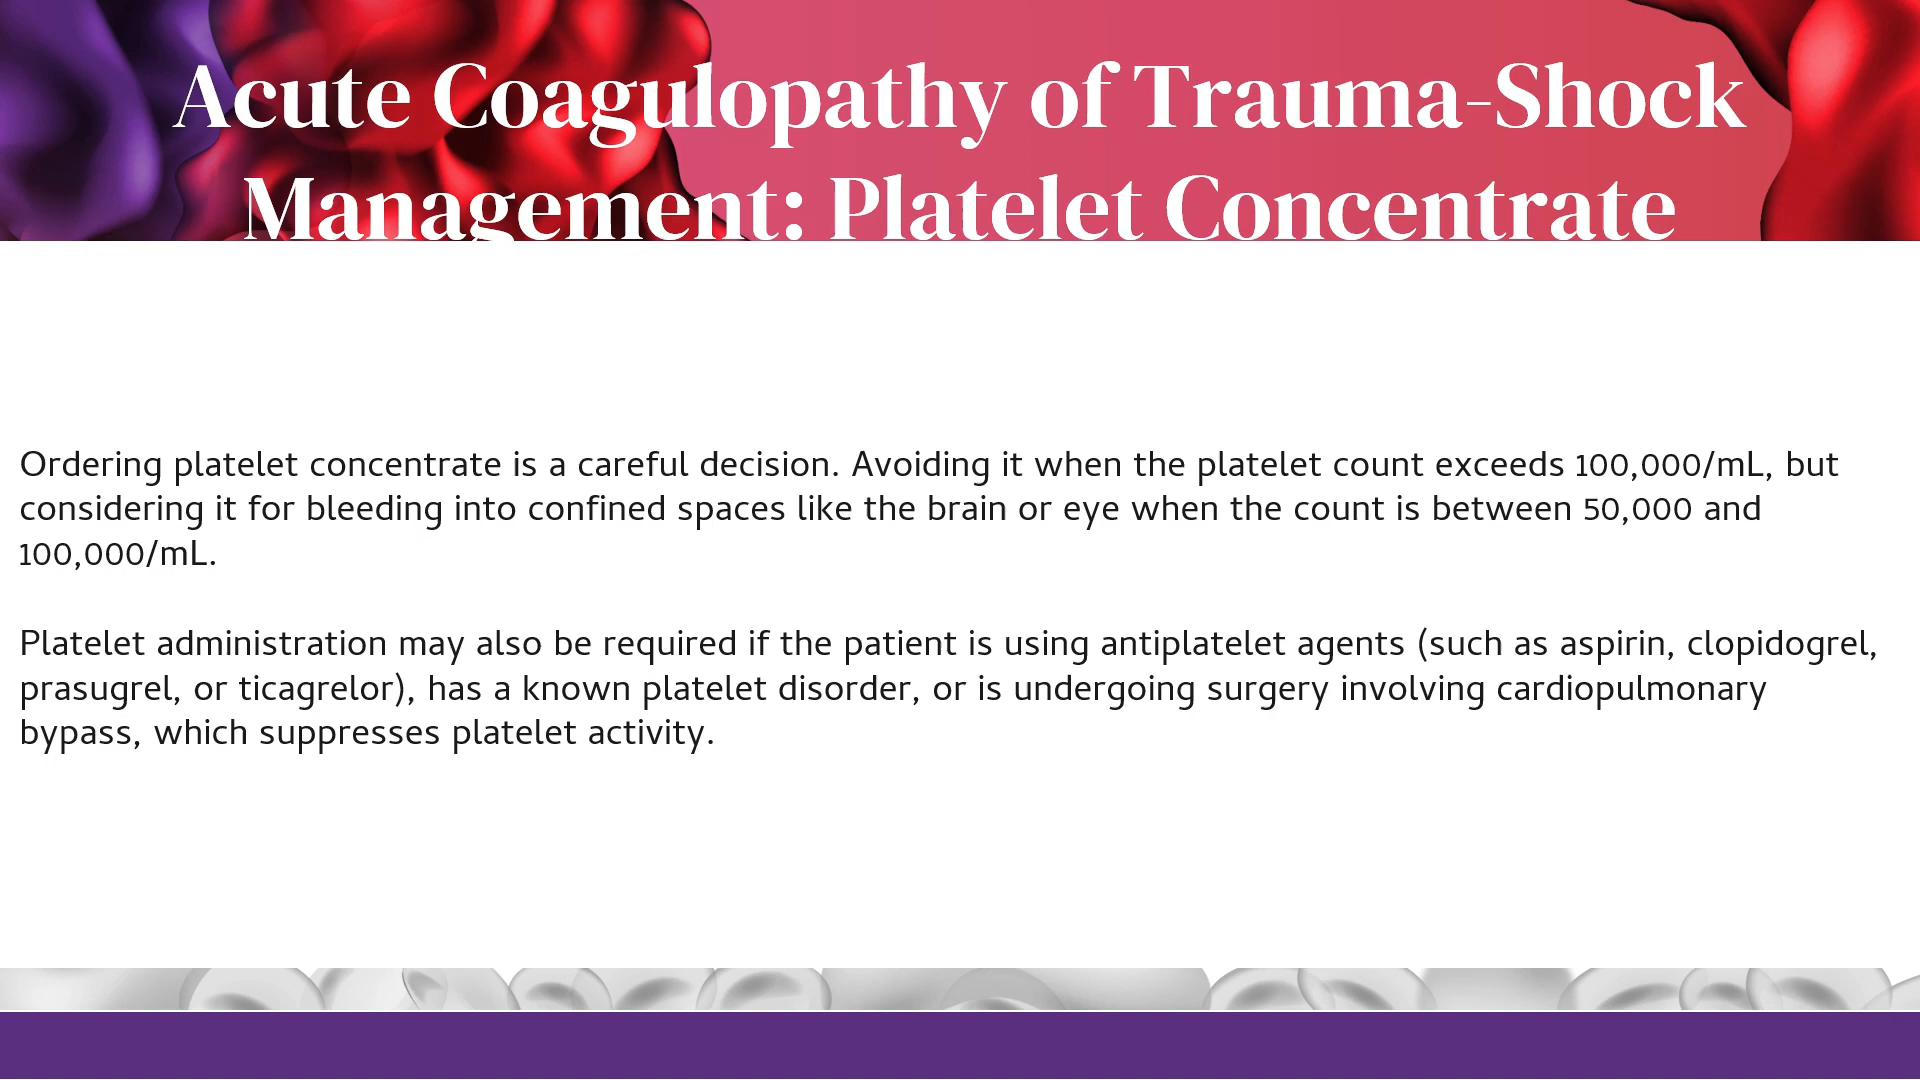 Acute Coagulopathy of Trauma-Shock
Management: Platelet Concentrate
Ordering platelet concentrate is a careful decision. Avoiding it when the platelet count exceeds 100,000/mL, but
considering it for bleeding into confined spaces like the brain or eye when the count is between 50,000 and
100,000/mL.
Platelet administration may also be required if the patient is using antiplatelet agents (such as aspirin, clopidogrel,
prasugrel, or ticagrelor), has a known platelet disorder, or is undergoing surgery involving cardiopulmonary
bypass, which suppresses platelet activity.